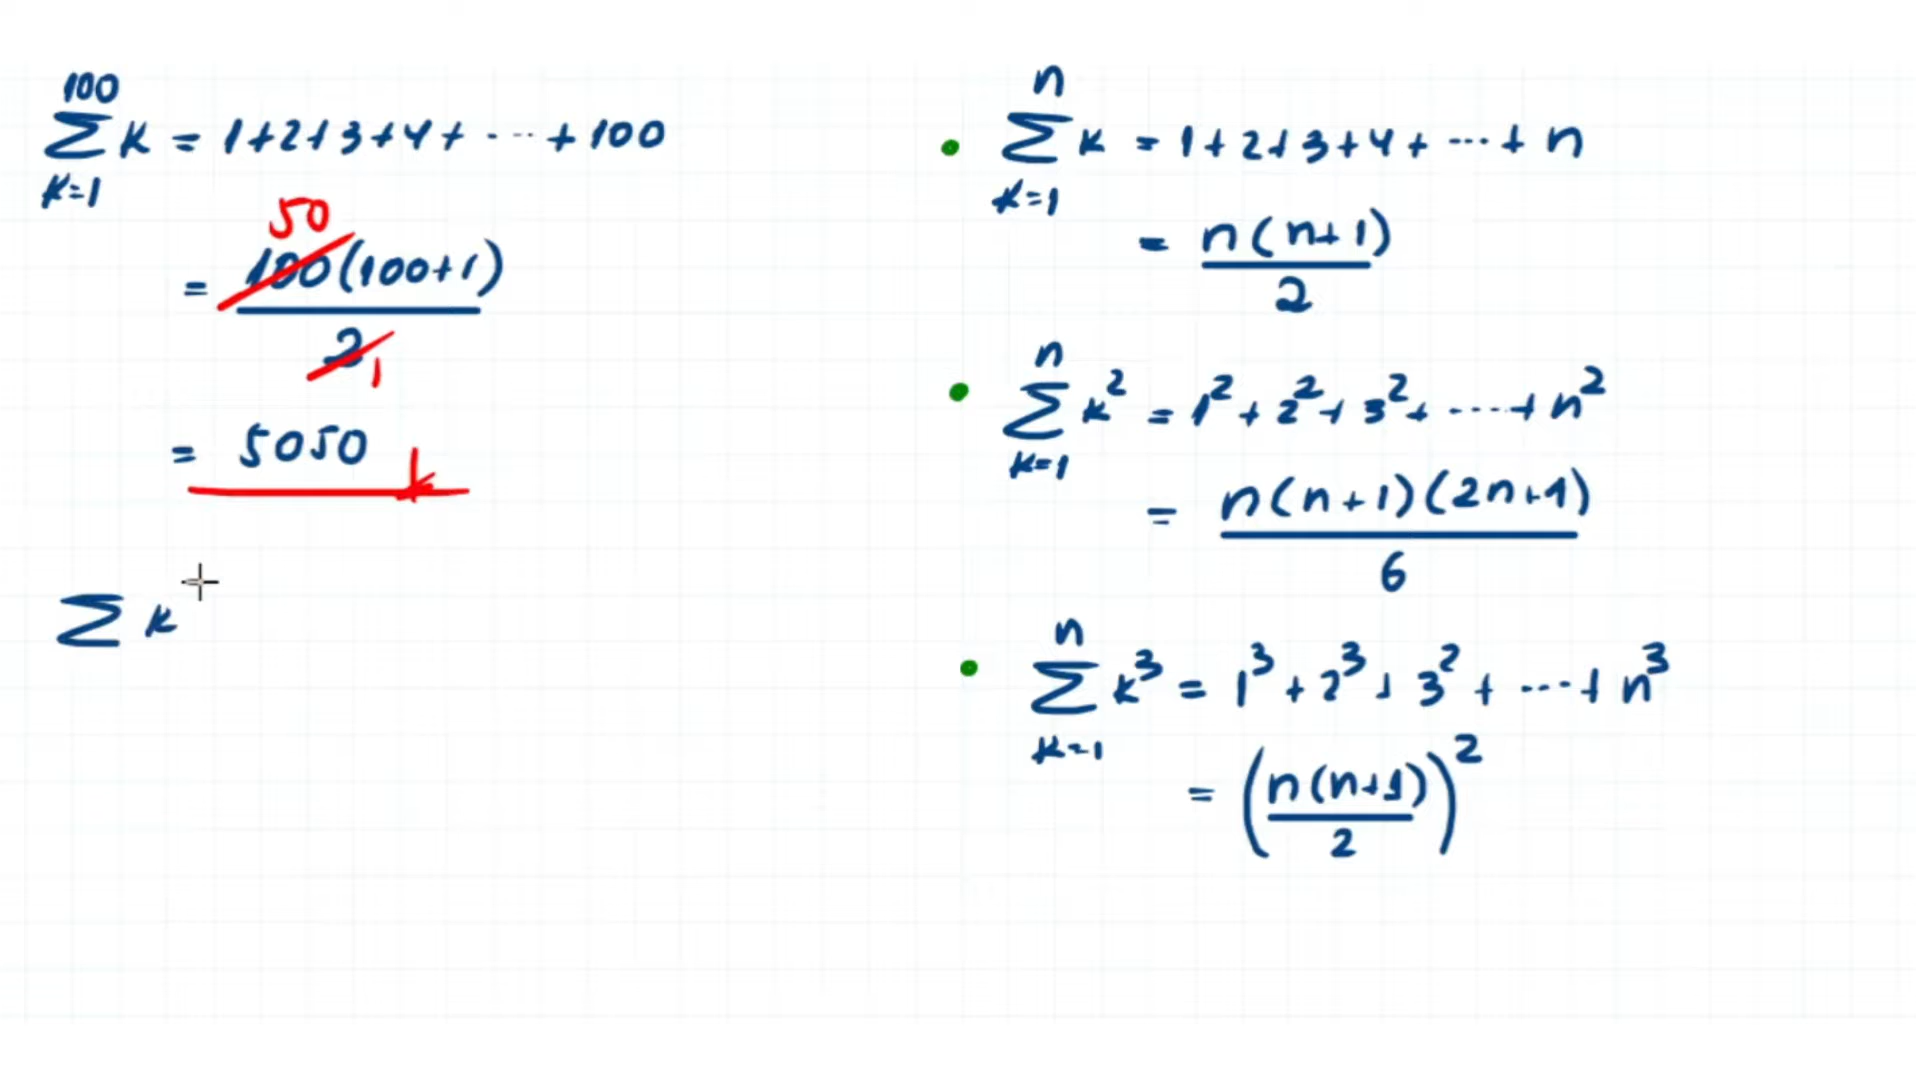 100
∑ k = 1+2+3+4+ ----- +100
K=1
50
= 100(100+1)
2 1
= 5050
∑ k
n
∑ k = 1+2+3+4+ ---+ n
K=1
= n(n+1)
2
n
∑ k² = 1²+2²+3²+ -----+ n²
K=1
= n(n+1)(2n+1)
6
n
∑ k³ = 1³+2³+3²+ ----+ n³
K=1
= (n(n+1))²
2